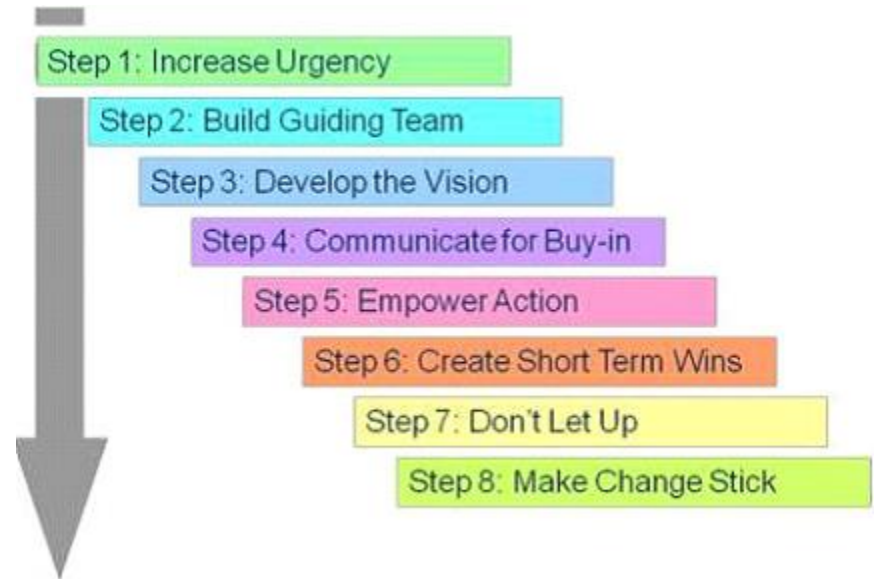 Step 1: Increase Urgency
Step 2: Build Guiding Team
Step 3: Develop the Vision
Step 4: Communicate for Buy-in
Step 5: Empower Action
Step 6: Create Short Term Wins
Step 7: Don't Let Up
Step 8: Make Change Stick